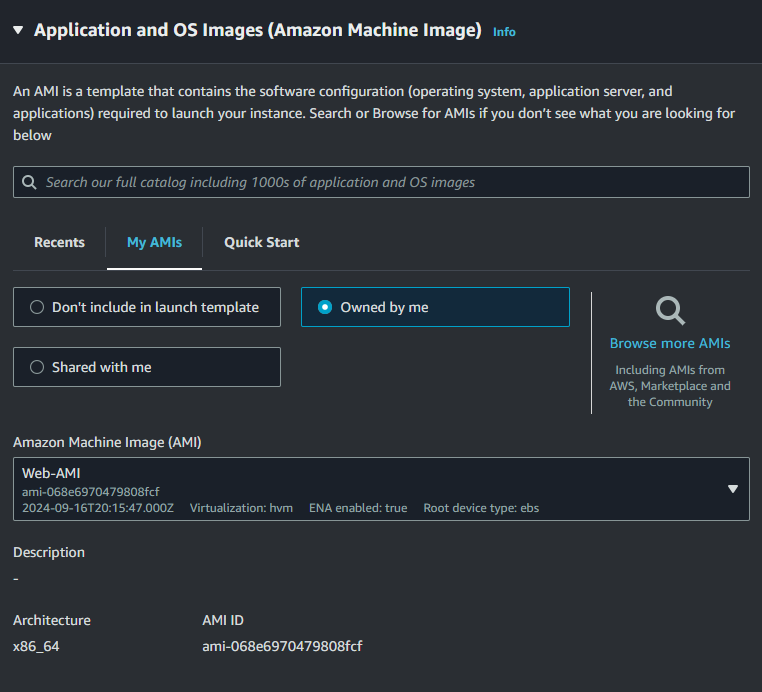 Application and OS Images (Amazon Machine Image) Info
An AMI is a template that contains the software configuration (operating system, application server, and
applications) required to launch your instance. Search or Browse for AMIs if you don’t see what you are looking for
below
Search our full catalog including 1000s of application and OS images
Recents
My AMIs
Quick Start
Don't include in launch template
Owned by me
Shared with me
Browse more AMIs
Including AMIs from
AWS, Marketplace and
the Community
Amazon Machine Image (AMI)
Web-AMI
ami-068e6970479808fcf
2024-09-16T20:15:47.000Z Virtualization: hvm ENA enabled: true Root device type: ebs
Description
-
Architecture AMI ID
x86_64 ami-068e6970479808fcf